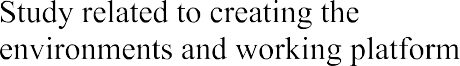 Study related to creating the
environments and working platform